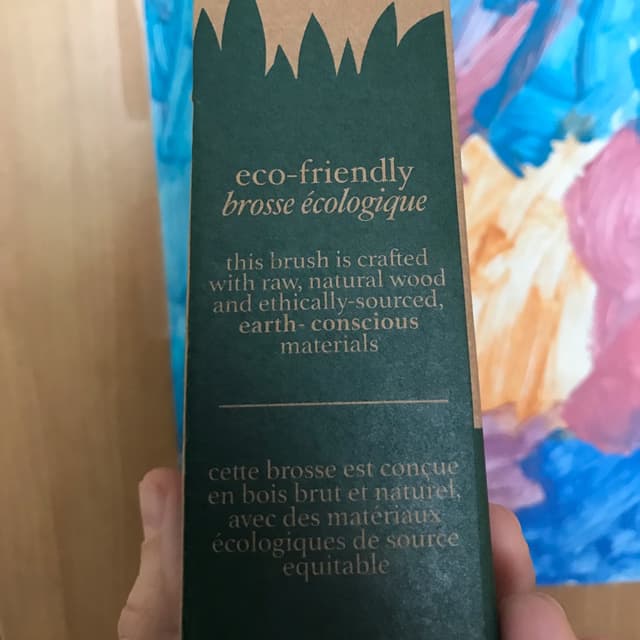 eco-friendly
brosse écologique
this brush is crafted
with raw, natural wood
and ethically-sourced,
earth- conscious
materials
cette brosse est conçue
en bois brut et naturel,
avec des matériaux
écologiques de source
equitable